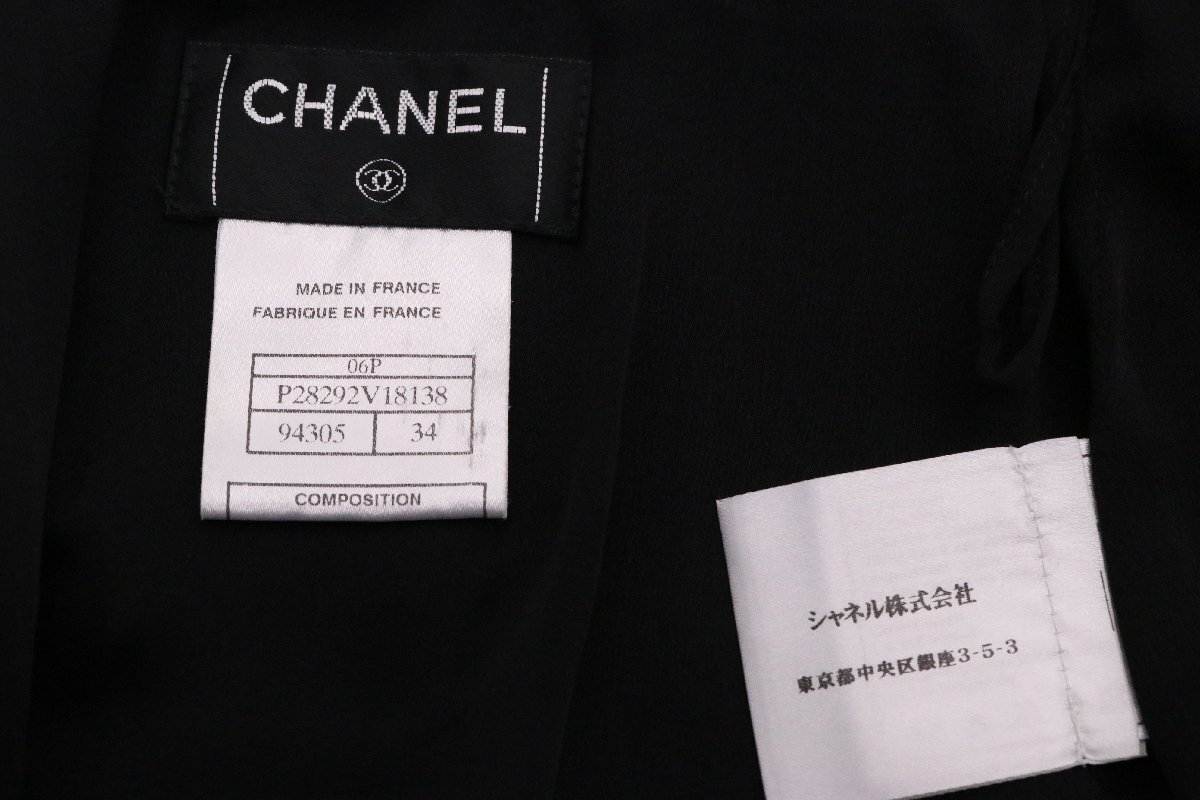 CHANEL
MADE IN FRANCE
FABRIQUE EN FRANCE
06P
P28292V18138
94305 34
COMPOSITION
シャネル株式会社
東京都中央区銀座3-5-3